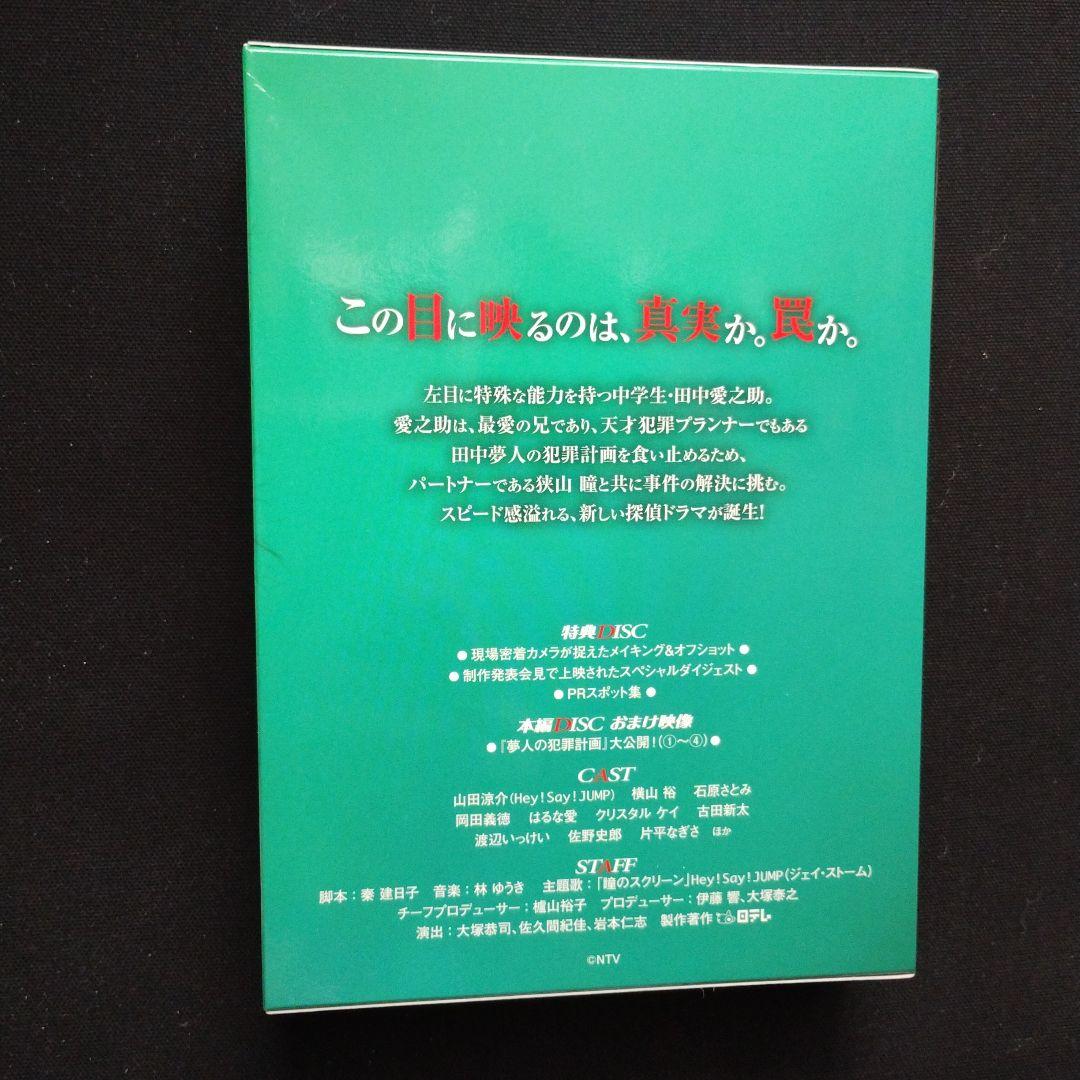 この目に映るのは、真実か。罠か。
左目に特殊な能力を持つ中学生・田中愛之助。
愛之助は、最愛の兄であり、天才犯罪プランナーでもある
田中夢人の犯罪計画を食い止めるため、
パートナーである狭山 瞳と共に事件の解決に挑む。
スピード感溢れる、新しい探偵ドラマが誕生!
特典DISC
● 現場密着カメラが捉えたメイキング&オフショット ●
● 制作発表会見で上映されたスペシャルダイジェスト ●
● PRスポット集 ●
本編DISC おまけ映像
● 『夢人の犯罪計画』大公開!(①〜④) ●
CAST
山田涼介(Hey!Say!JUMP) 横山 裕 石原さとみ
岡田義徳 はるな愛 クリスタル ケイ 古田新太
渡辺いっけい 佐野史郎 片平なぎさ ほか
STAFF
脚本:秦 建日子 音楽:林 ゆうき 主題歌:「瞳のスクリーン」Hey!Say!JUMP(ジェイ・ストーム)
チーフプロデューサー:櫨山裕子 プロデューサー:伊藤 響、大塚泰之
演出:大塚恭司、佐久間紀佳、岩本仁志 製作著作 日テレ
©NTV